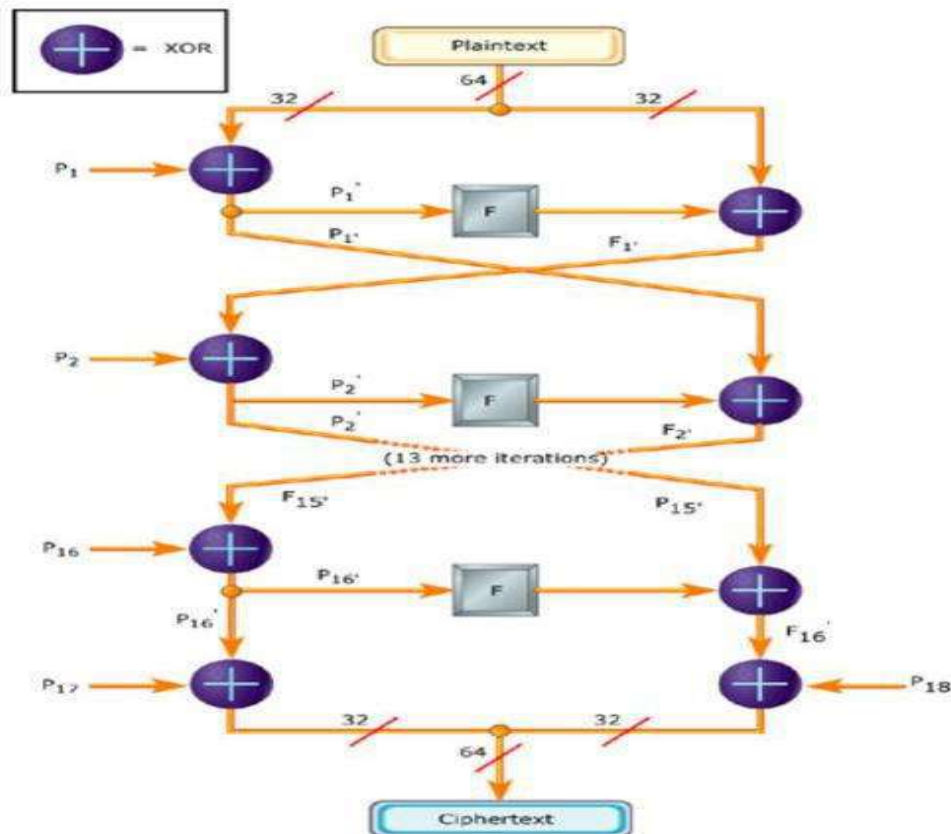 = XOR
Plaintext
64
32 32
P₁
P₁'
F
P₁'
F₁'
P₂
P₂'
F
P₂'
F₂'
(13 more iterations)
F₁₅'
P₁₅'
P₁₆
P₁₆'
F
P₁₆'
F₁₆'
P₁₇
P₁₈
32 32
64
Ciphertext